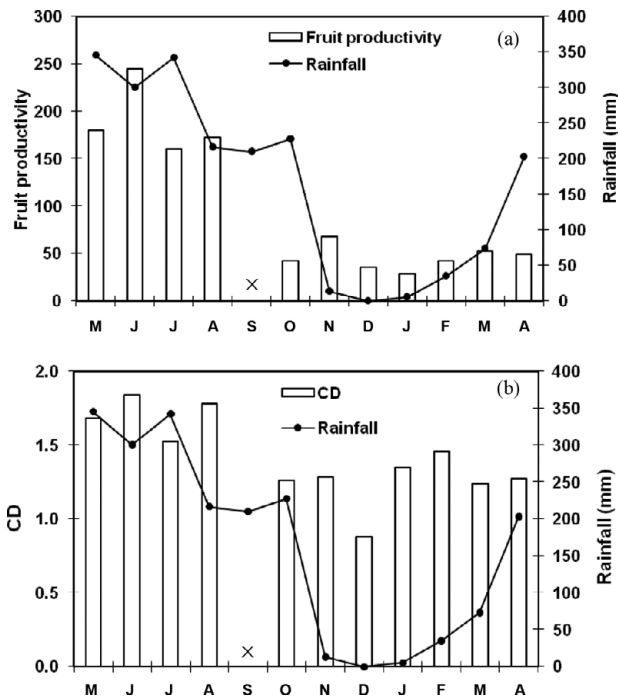 (a)
Fruit productivity
Rainfall
300
250
200
150
100
50
0
Fruit productivity
400
350
300
250
200
150
100
50
0
Rainfall (mm)
M J J A S O N D J F M A
(b)
CD
Rainfall
2.0
1.5
1.0
0.5
0.0
CD
400
350
300
250
200
150
100
50
0
Rainfall (mm)
M J J A S O N D J F M A